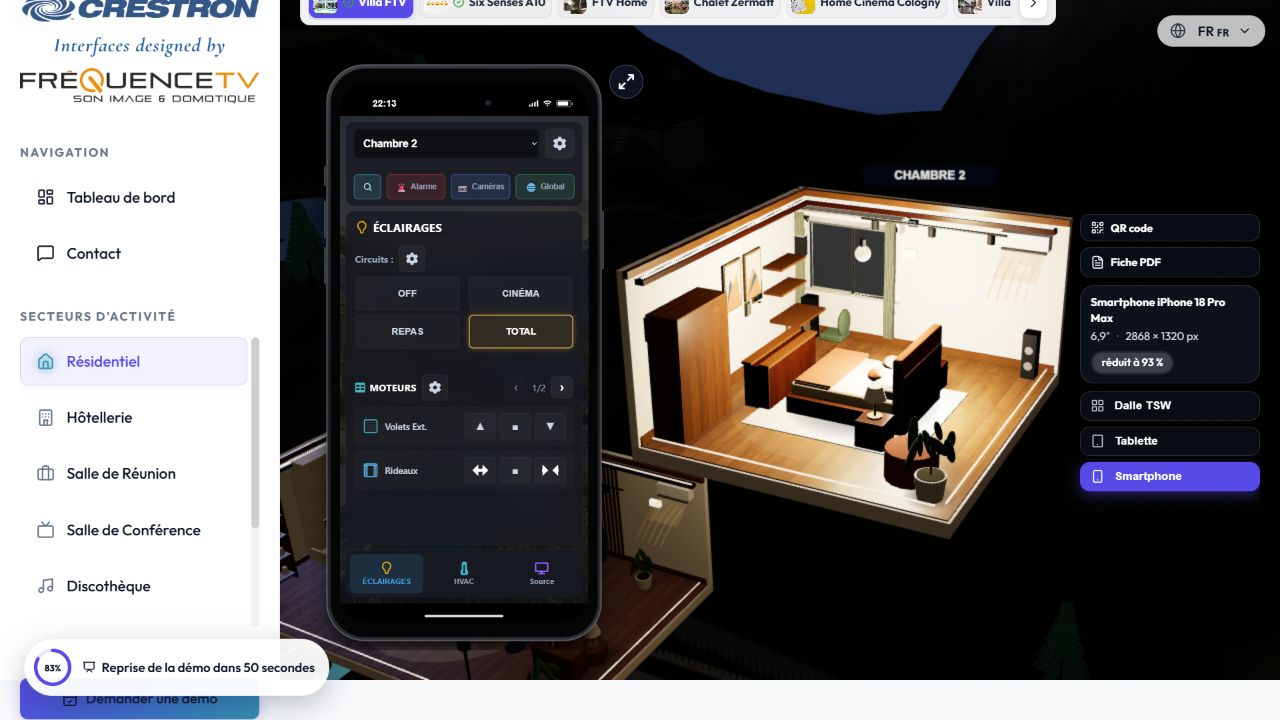 CRESTRON
Interfaces designed by
FRÉQUENCETV
SON IMAGE & DOMOTIQUE
NAVIGATION
Tableau de bord
Contact
SECTEURS D'ACTIVITÉ
Résidentiel
Hôtellerie
Salle de Réunion
Salle de Conférence
Discothèque
83%
Reprise de la démo dans 50 secondes
Demander une démo
Villa FTV
Six Senses A10
FTV Home
Chalet Zermatt
Home Cinema Cologny
Villa
FR FR
22:13
Chambre 2
Alarme
Caméras
Global
ÉCLAIRAGES
Circuits :
OFF
CINÉMA
REPAS
TOTAL
MOTEURS
1/2
Volets Ext.
Rideaux
ÉCLAIRAGES
HVAC
Source
CHAMBRE 2
QR code
Fiche PDF
Smartphone iPhone 18 Pro
Max
6,9" · 2868 × 1320 px
réduit à 93 %
Dalle TSW
Tablette
Smartphone